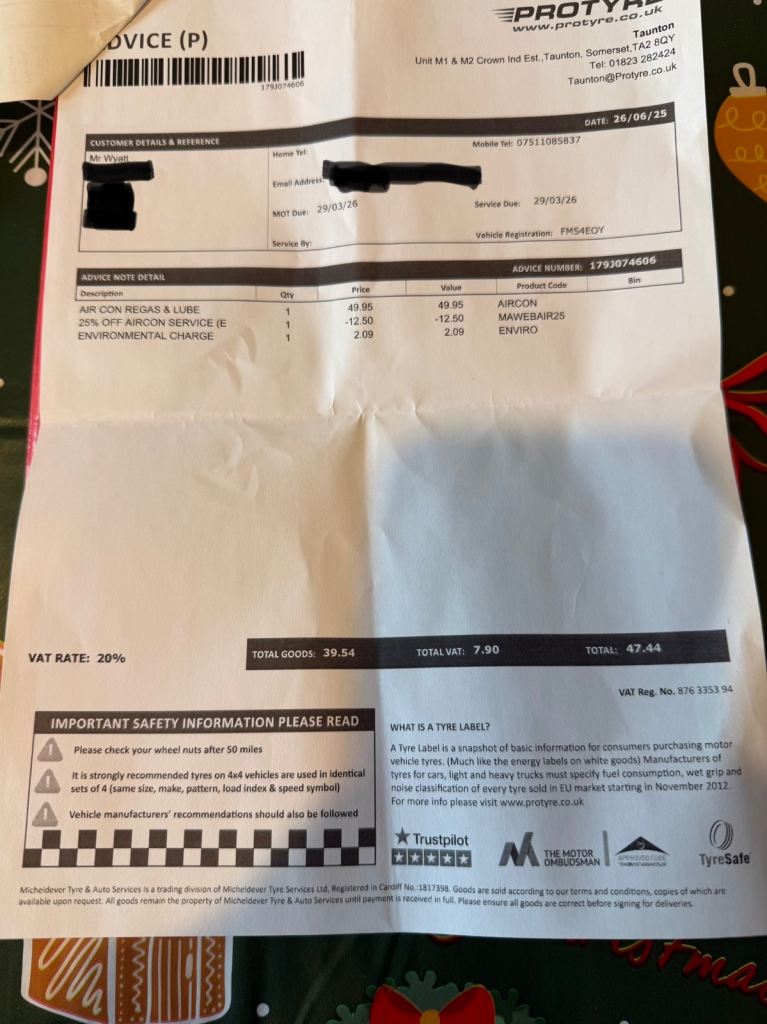 DVICE (P)
179J074606
PROTYRE
www.protyre.co.uk
Taunton
Unit M1 & M2 Crown Ind Est.,Taunton, Somerset,TA2 8QY
Tel: 01823 282424
Taunton@Protyre.co.uk
DATE: 26/06/25
CUSTOMER DETAILS & REFERENCE
Mr Wyatt
Home Tel:
Mobile Tel: 07511085837
Email Address:
MOT Due: 29/03/26
Service Due: 29/03/26
Service By:
Vehicle Registration: FM54EOY
ADVICE NOTE DETAIL
ADVICE NUMBER: 179J074606
Description Qty Price Value Product Code Bin
AIR CON REGAS & LUBE 1 49.95 49.95 AIRCON
25% OFF AIRCON SERVICE (E 1 -12.50 -12.50 MAWEBAIR25
ENVIRONMENTAL CHARGE 1 2.09 2.09 ENVIRO
VAT RATE: 20%
TOTAL GOODS: 39.54 TOTAL VAT: 7.90 TOTAL: 47.44
VAT Reg. No. 876 3353 94
IMPORTANT SAFETY INFORMATION PLEASE READ
Please check your wheel nuts after 50 miles
It is strongly recommended tyres on 4x4 vehicles are used in identical
sets of 4 (same size, make, pattern, load index & speed symbol)
Vehicle manufacturers' recommendations should also be followed
WHAT IS A TYRE LABEL?
A Tyre Label is a snapshot of basic information for consumers purchasing motor
vehicle tyres. (Much like the energy labels on white goods) Manufacturers of
tyres for cars, light and heavy trucks must specify fuel consumption, wet grip and
noise classification of every tyre sold in EU market starting in November 2012.
For more info please visit www.protyre.co.uk
Trustpilot
THE MOTOR
OMBUDSMAN
APPROVED CODE
TyreSafe
Micheldever Tyre & Auto Services is a trading division of Micheldever Tyre Services Ltd, Registered in Cardiff No.:1817398. Goods are sold according to our terms and conditions, copies of which are
available upon request. All goods remain the property of Micheldever Tyre & Auto Services until payment is received in full. Please ensure all goods are correct before signing for deliveries.